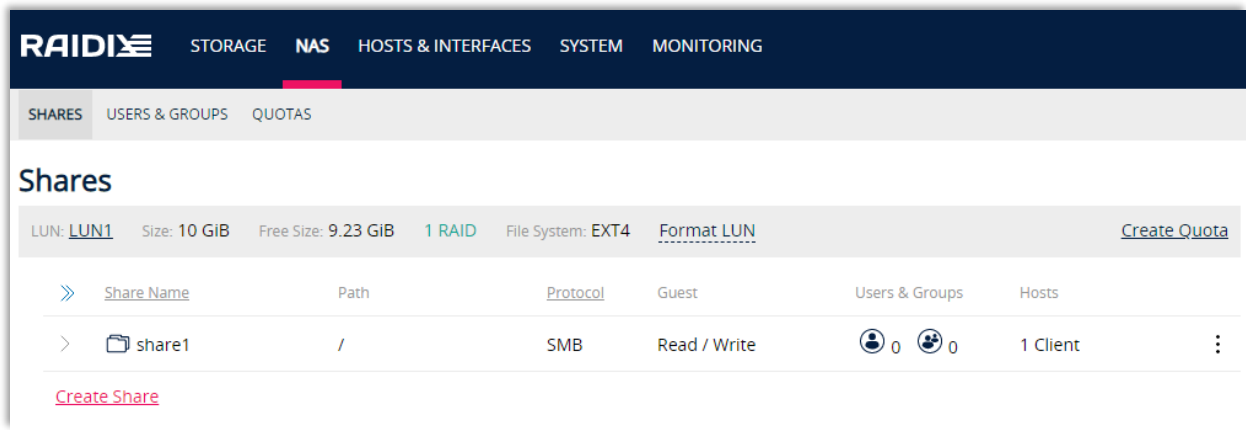 RAIDIX STORAGE NAS HOSTS & INTERFACES SYSTEM MONITORING
SHARES USERS & GROUPS QUOTAS
Shares
LUN: LUN1 Size: 10 GiB Free Size: 9.23 GiB 1 RAID File System: EXT4 Format LUN Create Quota
Share Name Path Protocol Guest Users & Groups Hosts
share1 / SMB Read / Write 0 0 1 Client
Create Share